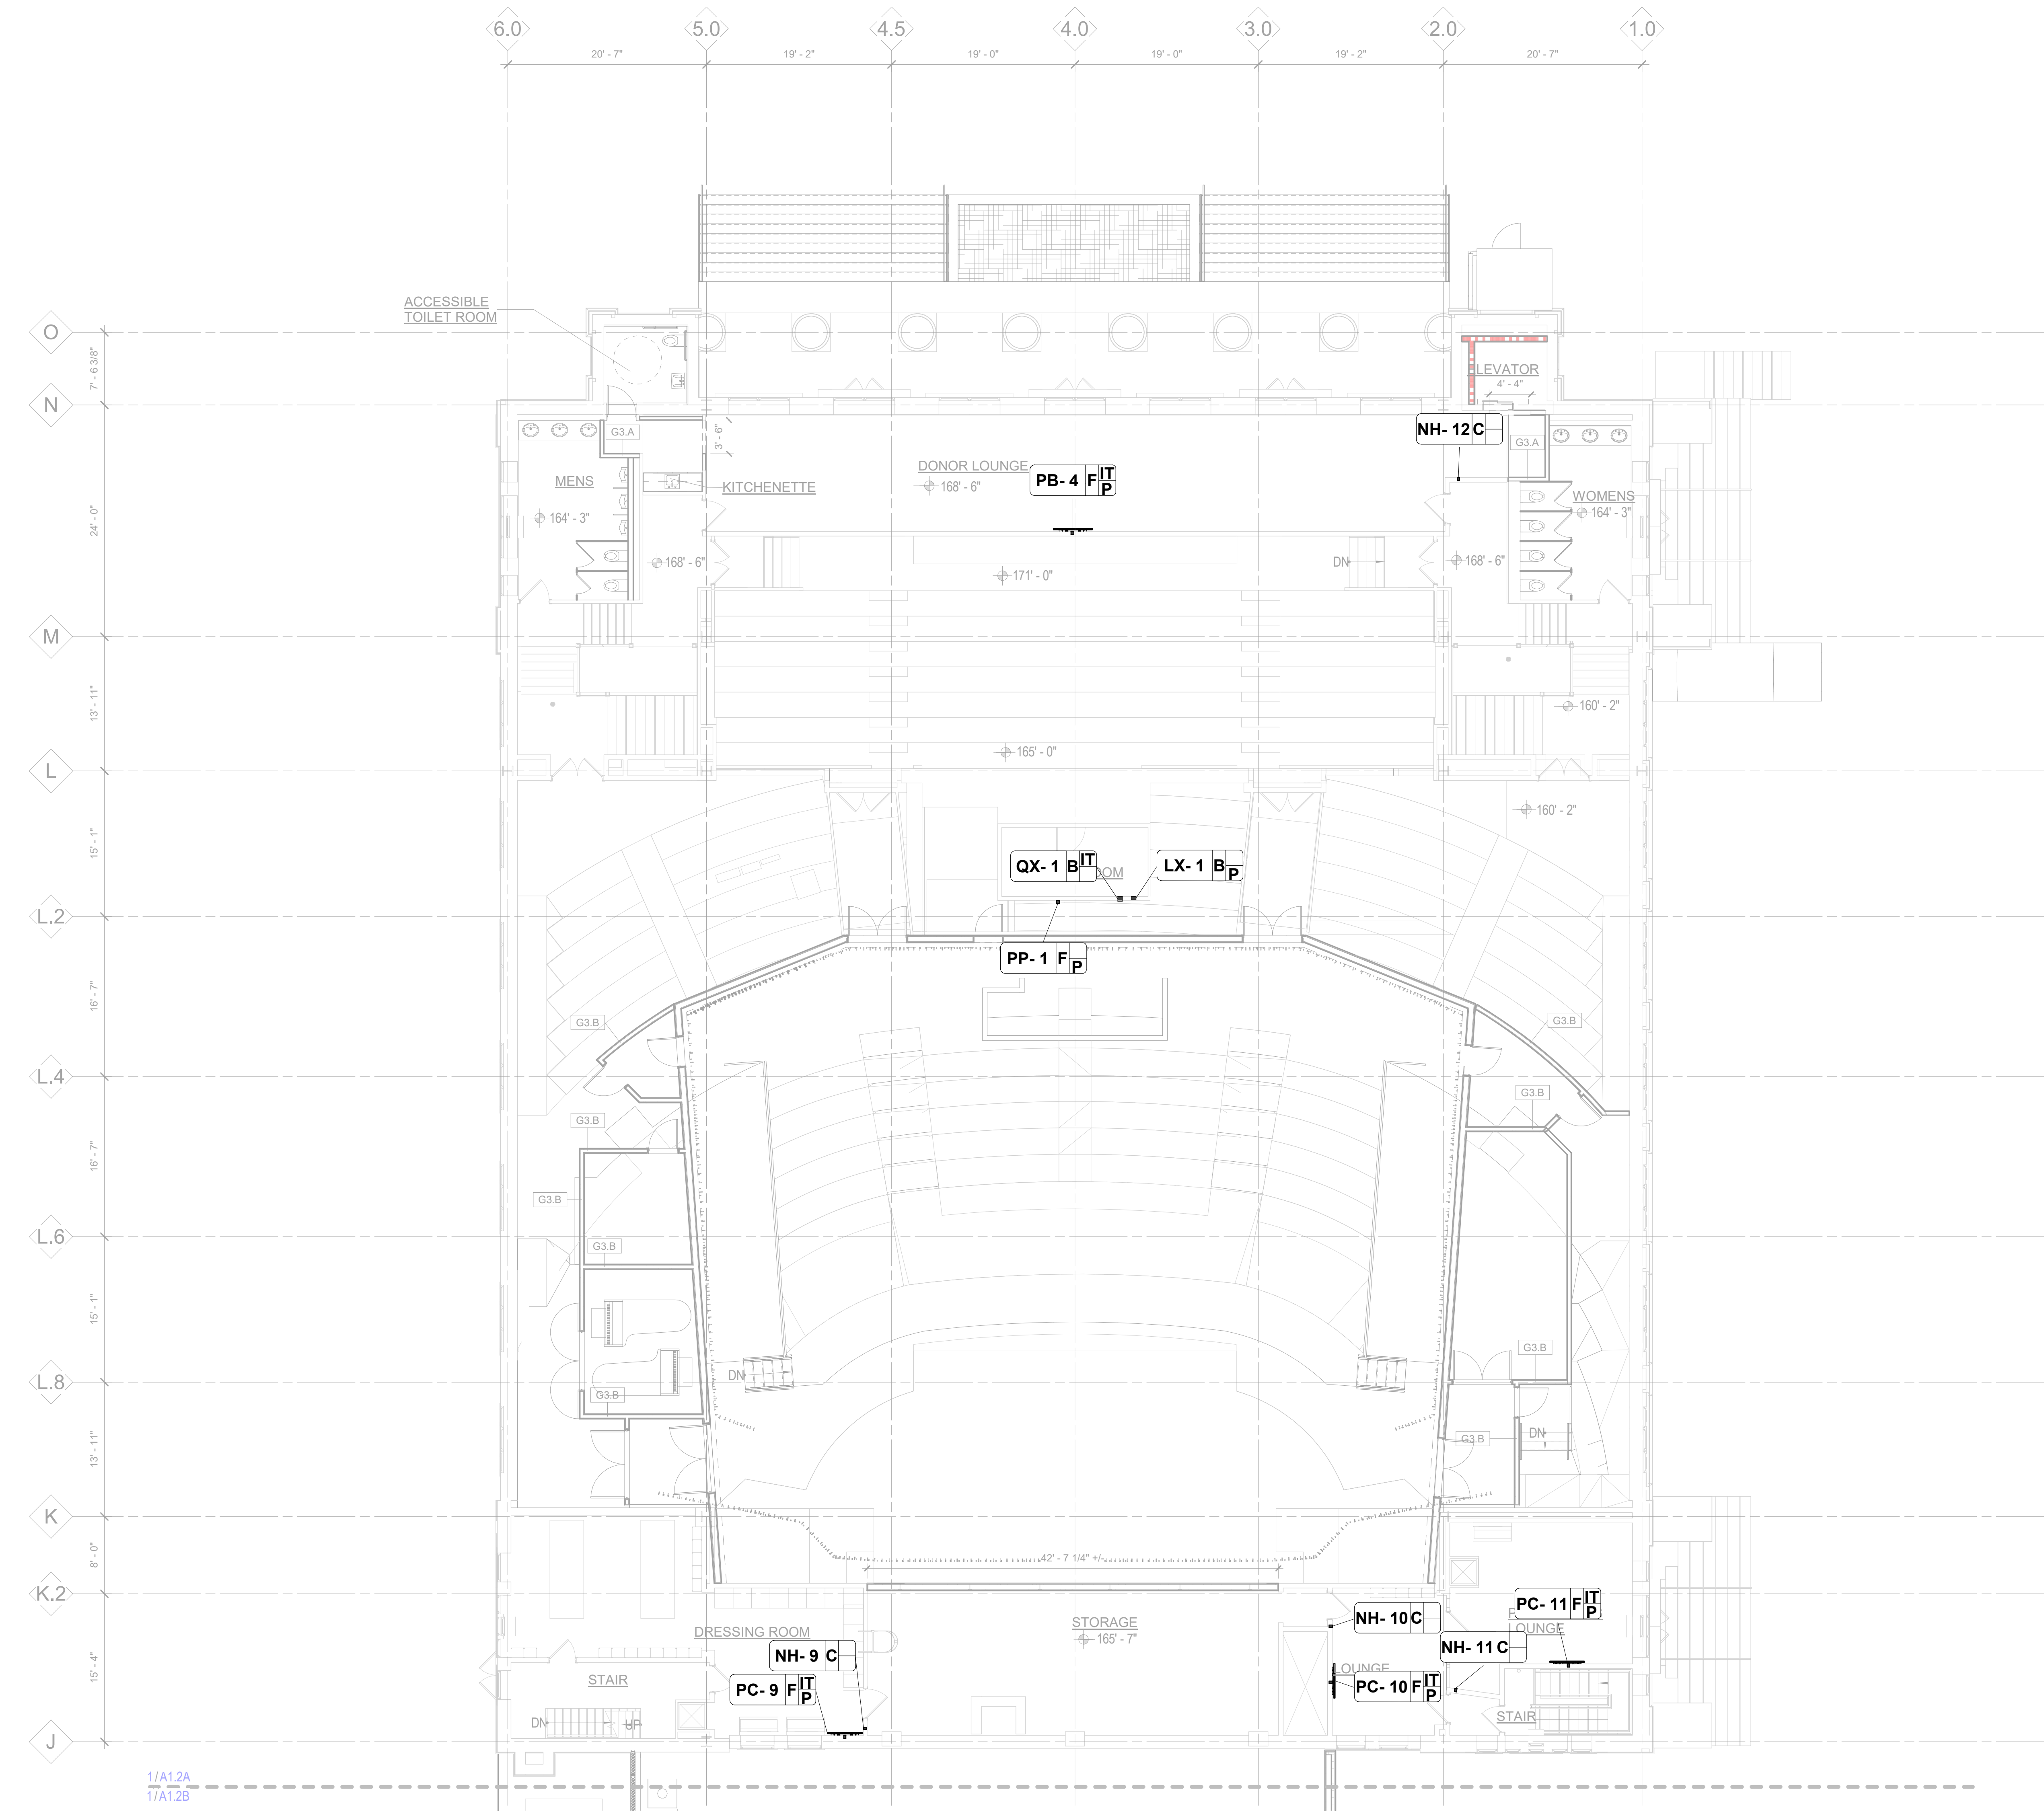 6.0
5.0
4.5
4.0
3.0
2.0
1.0
20' - 7"
19' - 2"
19' - 0"
19' - 0"
19' - 2"
20' - 7"
ACCESSIBLE
TOILET ROOM
O
7' - 6 3/8"
ELEVATOR
4' - 4"
N
G3.A
3' - 6"
NH- 12 C
G3.A
DONOR LOUNGE
168' - 6"
PB- 4 F IT P
MENS
KITCHENETTE
WOMENS
164' - 3"
164' - 3"
24' - 0"
168' - 6"
171' - 0"
DN
168' - 6"
M
13' - 11"
160' - 2"
165' - 0"
L
160' - 2"
15' - 1"
QX- 1 B IT
LX- 1 B P
L.2
PP- 1 F P
16' - 7"
G3.B
G3.B
L.4
G3.B
G3.B
16' - 7"
G3.B
L.6
G3.B
15' - 1"
G3.B
DN
L.8
G3.B
13' - 11"
G3.B
DN
K
8' - 0"
42' - 7 1/4" +/-
K.2
PC- 11 F IT P
NH- 10 C
STORAGE
165' - 7"
DRESSING ROOM
LOUNGE
NH- 11 C
NH- 9 C
15' - 4"
STAIR
LOUNGE
PC- 9 F IT P
PC- 10 F IT P
STAIR
DN
UP
J
1 / A1.2A
1 / A1.2B